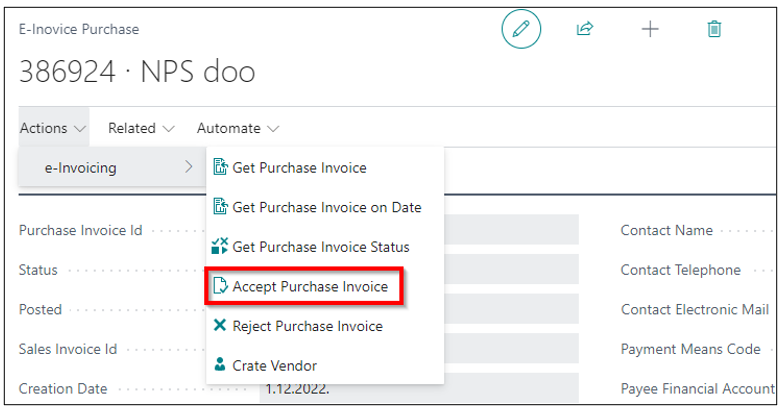 E-Inovice Purchase
386924 · NPS doo
Actions Related Automate
e-Invoicing
Get Purchase Invoice
Get Purchase Invoice on Date
Get Purchase Invoice Status
Accept Purchase Invoice
Reject Purchase Invoice
Crate Vendor
Purchase Invoice Id
Status
Posted
Sales Invoice Id
Creation Date 1.12.2022.
Contact Name
Contact Telephone
Contact Electronic Mail
Payment Means Code
Payee Financial Account